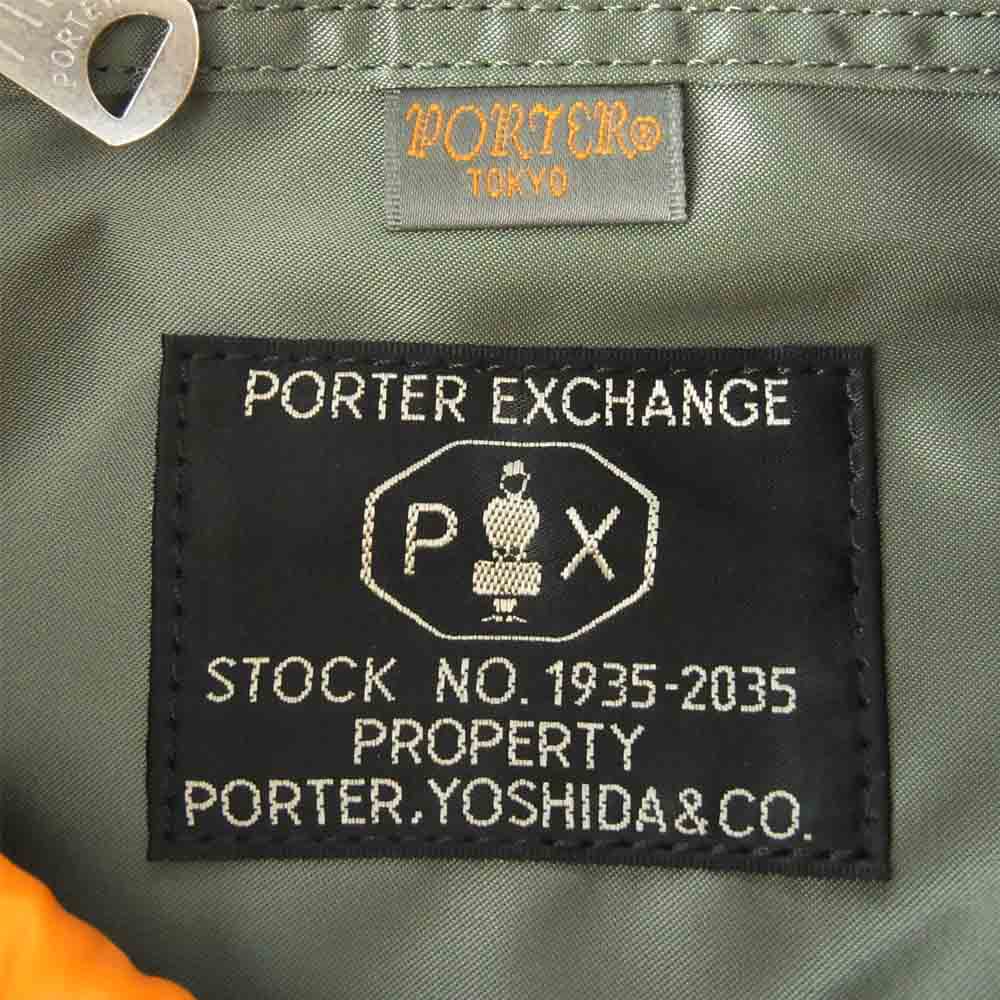 PORTER
PORTER®
TOKYO
PORTER EXCHANGE
P X
STOCK NO. 1935-2035
PROPERTY
PORTER, YOSHIDA & CO.